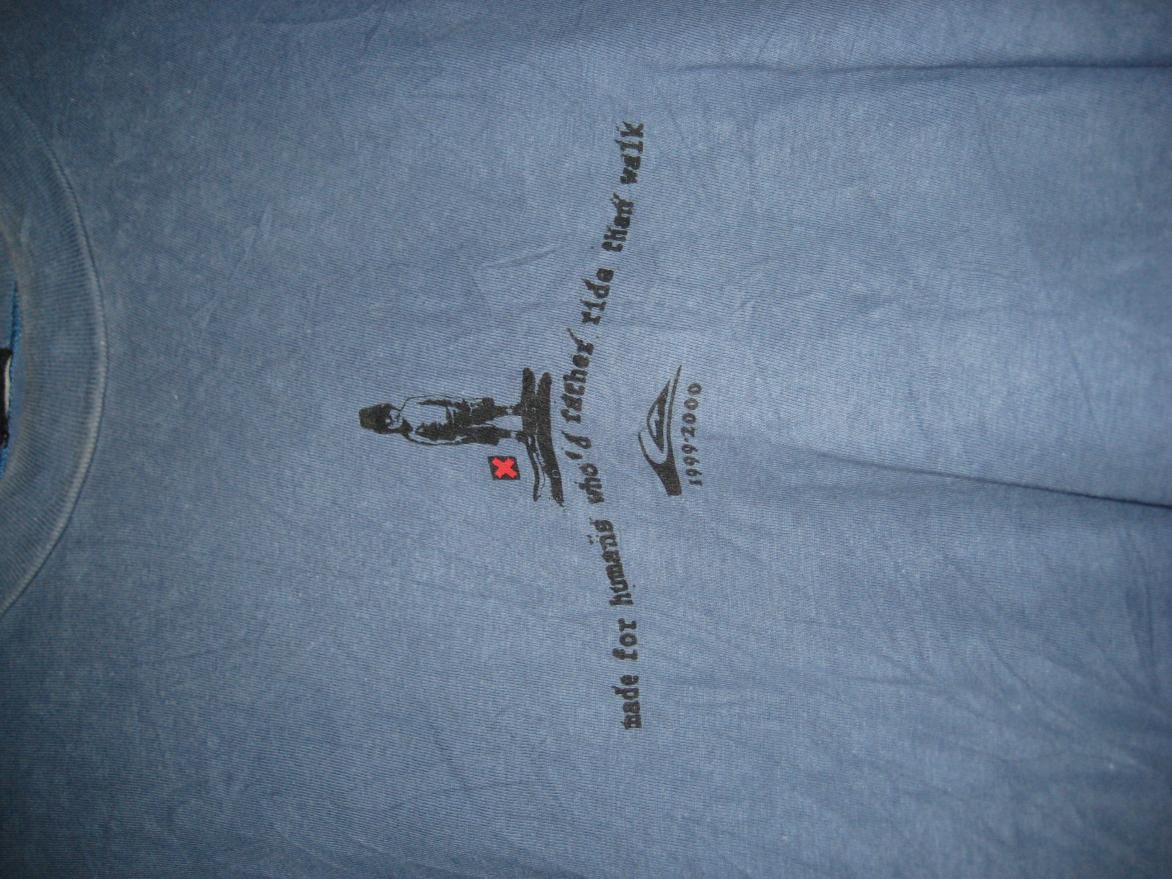 made for humans who'd rather ride than walk
1999-2000